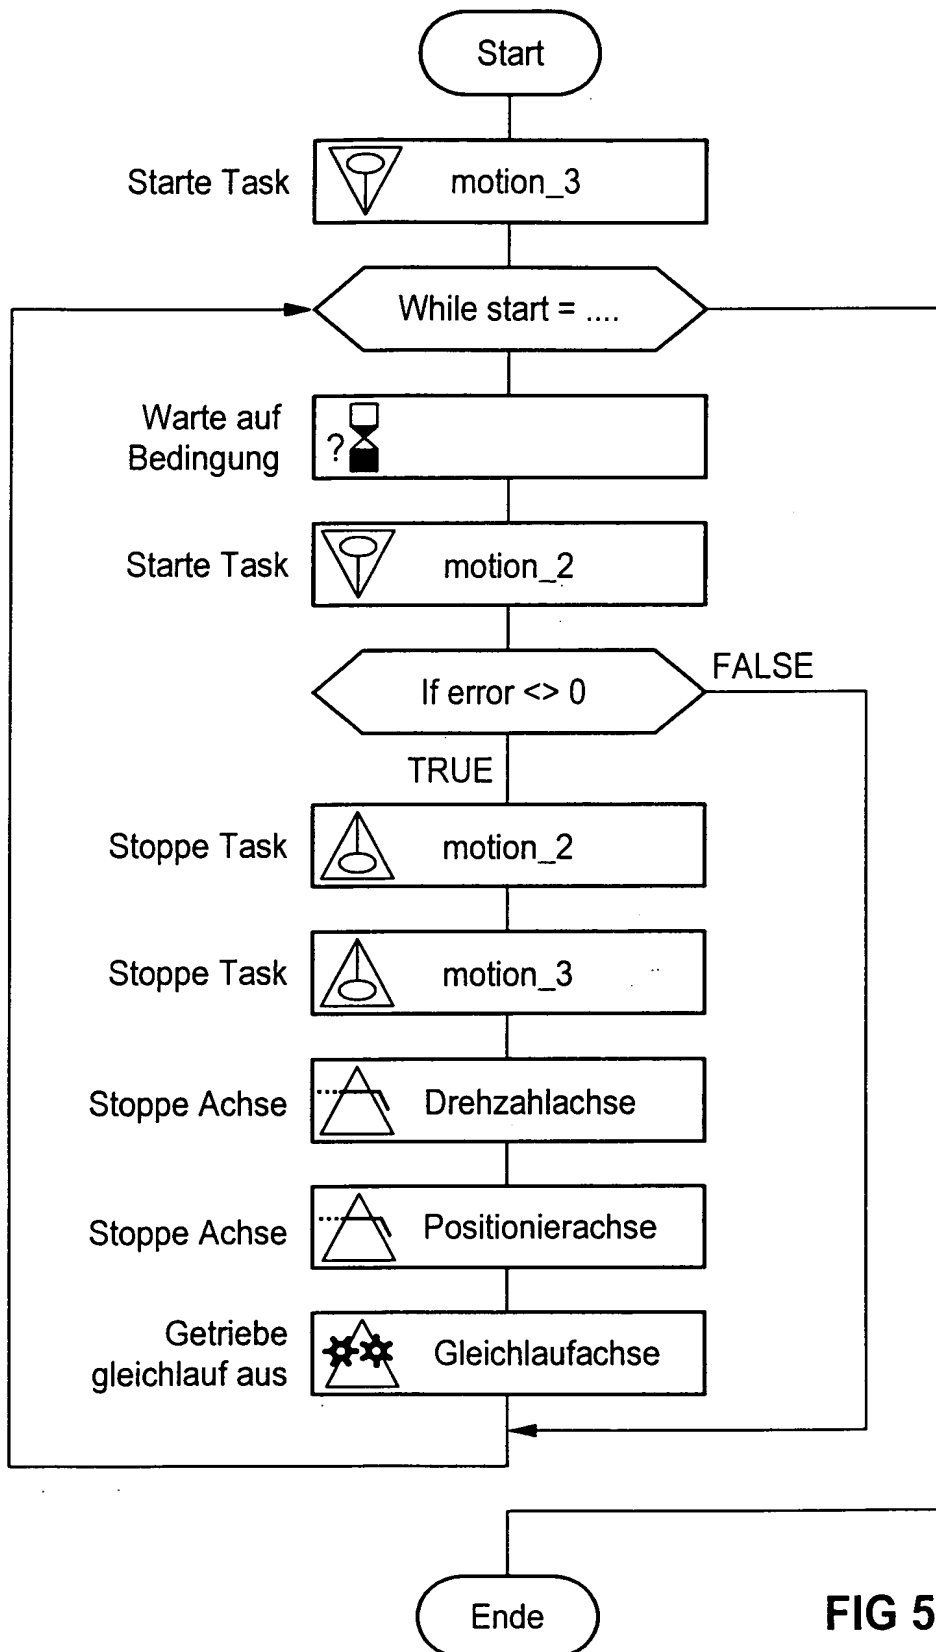 Start
Starte Task
motion_3
While start = ....
Warte auf
Bedingung
?
Starte Task
motion_2
If error <> 0
FALSE
TRUE
Stoppe Task
motion_2
Stoppe Task
motion_3
Stoppe Achse
Drehzahlachse
Stoppe Achse
Positionierachse
Getriebe
gleichlauf aus
Gleichlaufachse
Ende
FIG 5